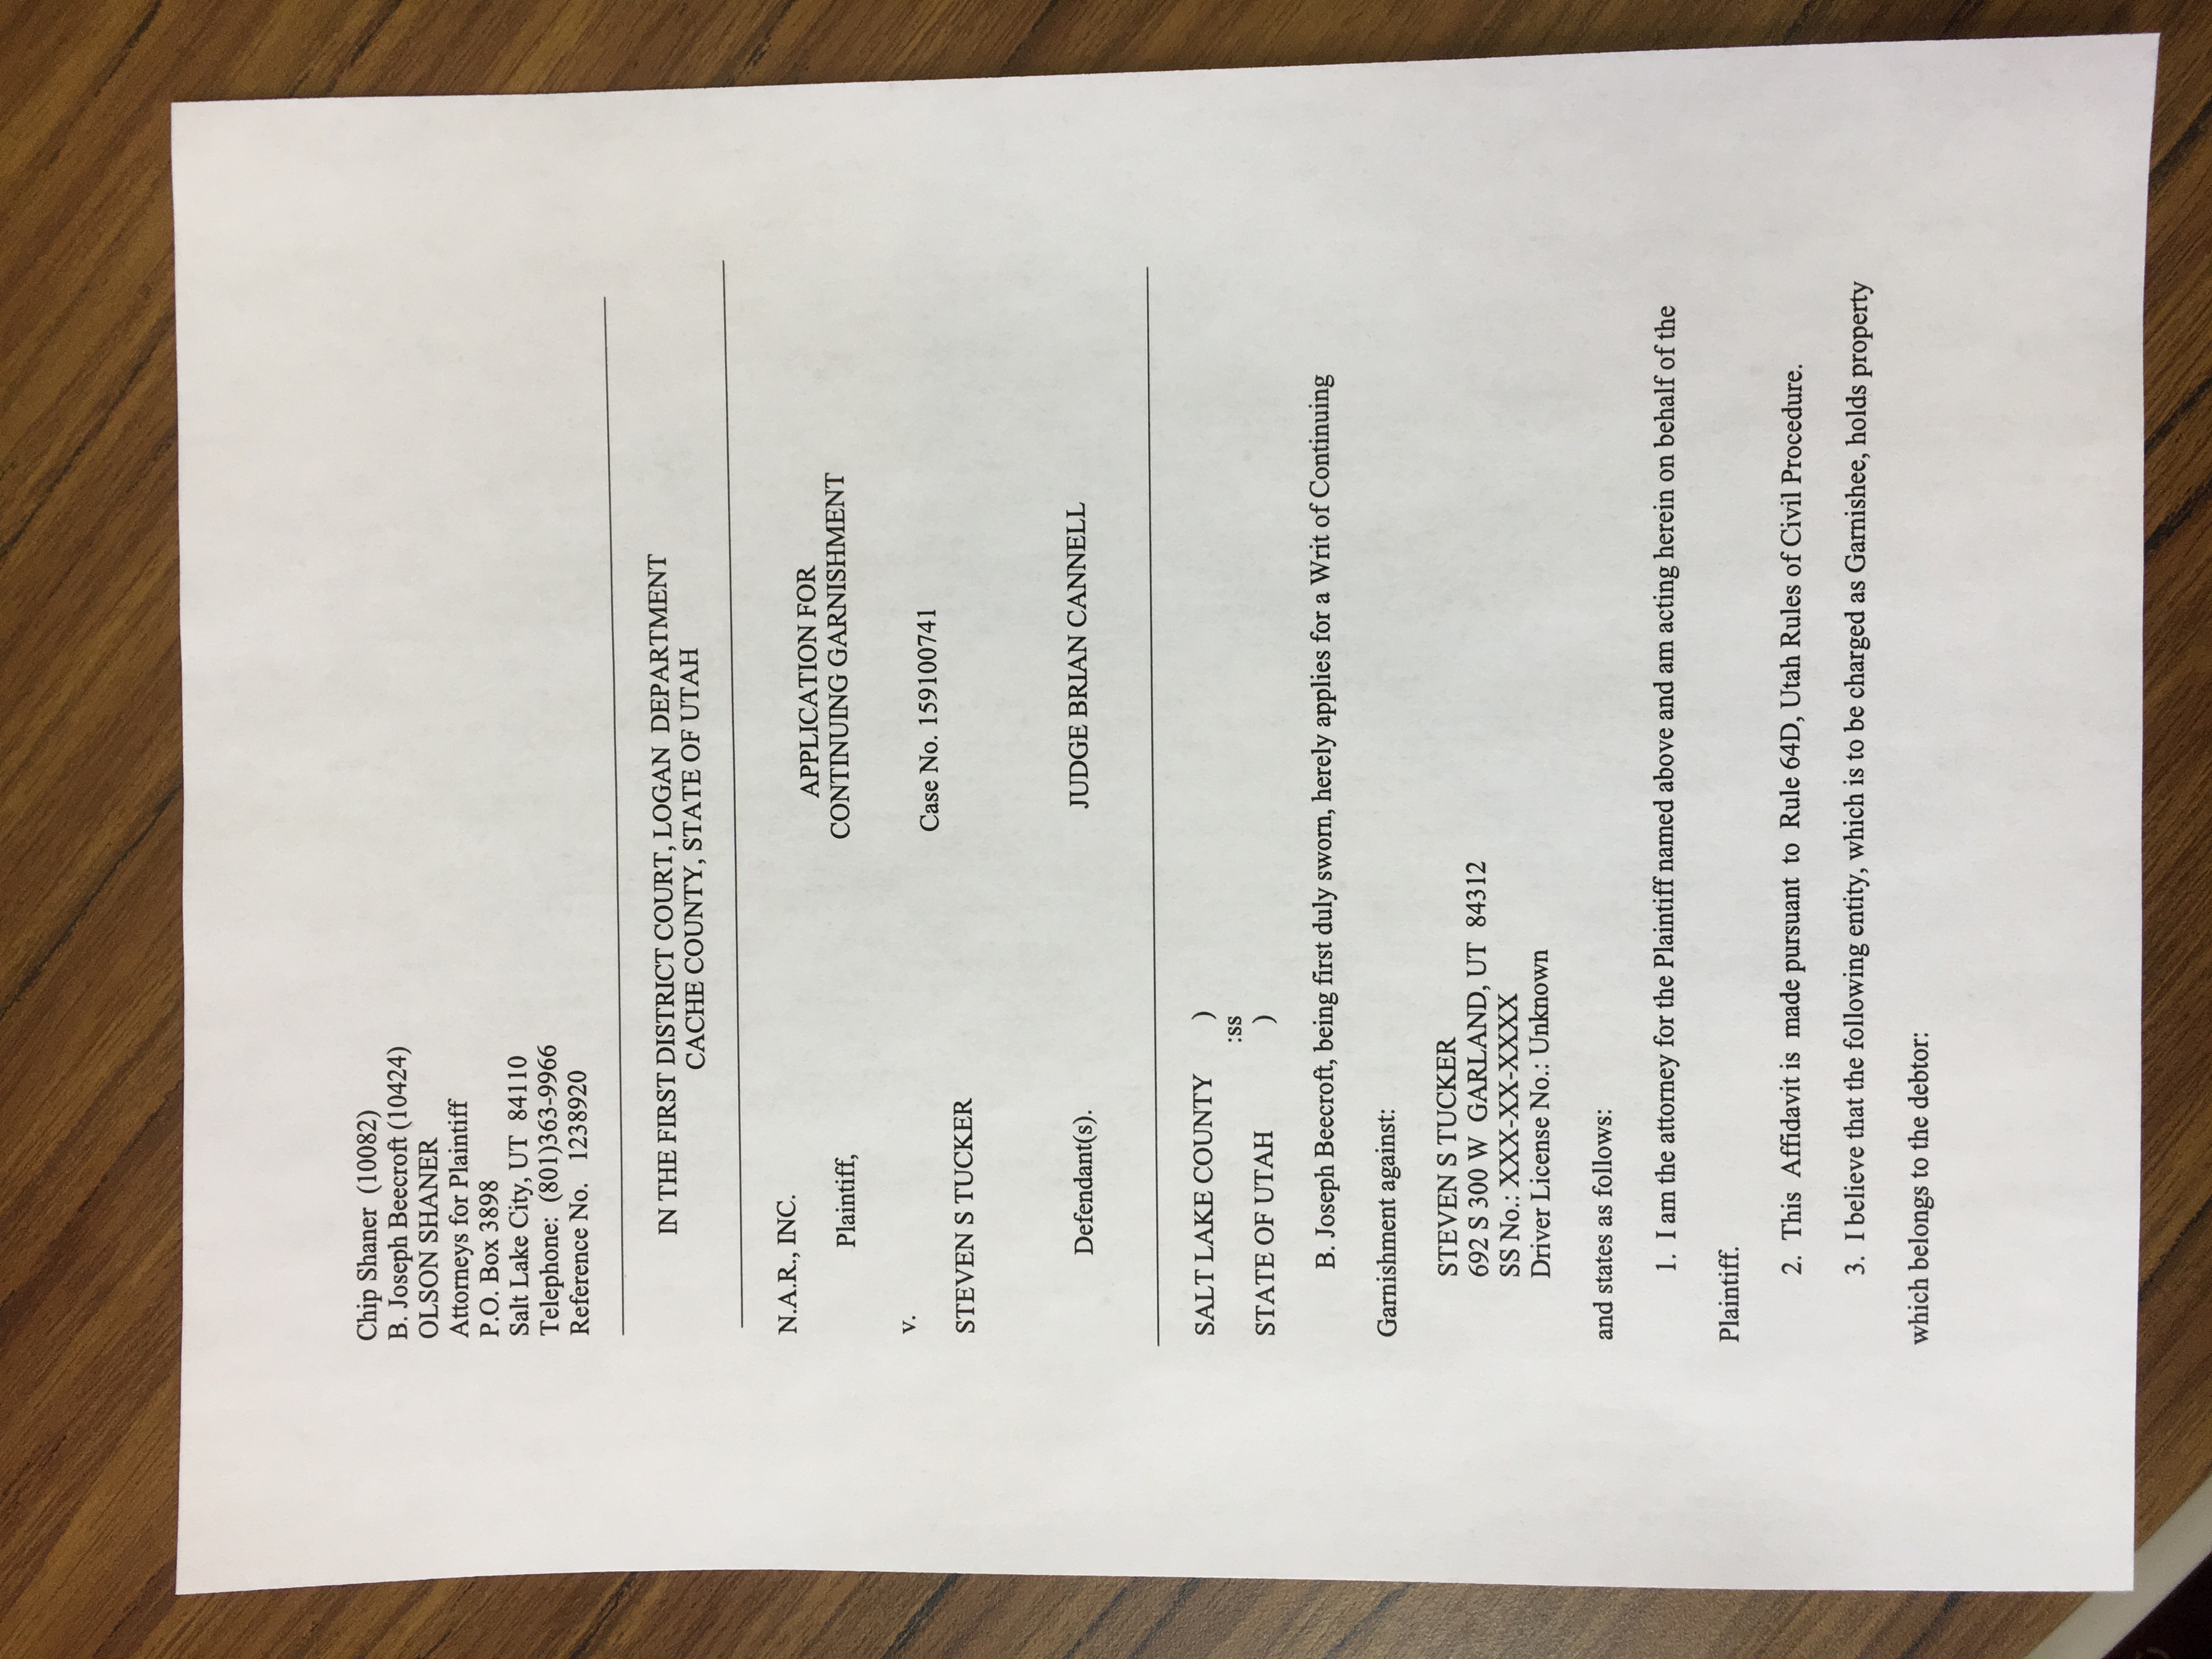 Chip Shaner (10082)
B. Joseph Beecroft (10424)
OLSON SHANER
Attorneys for Plaintiff
P.O. Box 3898
Salt Lake City, UT 84110
Telephone: (801)363-9966
Reference No. 1238920
IN THE FIRST DISTRICT COURT, LOGAN DEPARTMENT
CACHE COUNTY, STATE OF UTAH
N.A.R., INC.
Plaintiff,
v.
STEVEN S TUCKER
Defendant(s).
APPLICATION FOR
CONTINUING GARNISHMENT
Case No. 159100741
JUDGE BRIAN CANNELL
SALT LAKE COUNTY )
:ss
STATE OF UTAH )
B. Joseph Beecroft, being first duly sworn, herely applies for a Writ of Continuing
Garnishment against:
STEVEN S TUCKER
692 S 300 W GARLAND, UT 84312
SS No.: XXX-XX-XXXX
Driver License No.: Unknown
and states as follows:
1. I am the attorney for the Plaintiff named above and am acting herein on behalf of the
Plaintiff.
2. This Affidavit is made pursuant to Rule 64D, Utah Rules of Civil Procedure.
3. I believe that the following entity, which is to be charged as Garnishee, holds property
which belongs to the debtor: